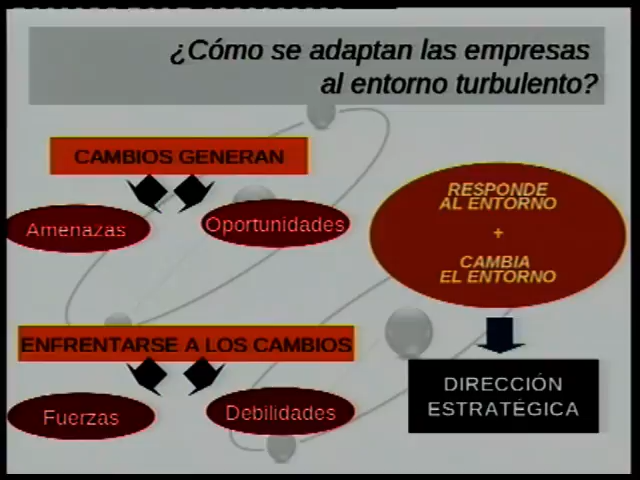 ¿Cómo se adaptan las empresas
al entorno turbulento?
CAMBIOS GENERAN
Amenazas
Oportunidades
ENFRENTARSE A LOS CAMBIOS
Fuerzas
Debilidades
RESPONDE
AL ENTORNO
+
CAMBIA
EL ENTORNO
DIRECCIÓN
ESTRATÉGICA